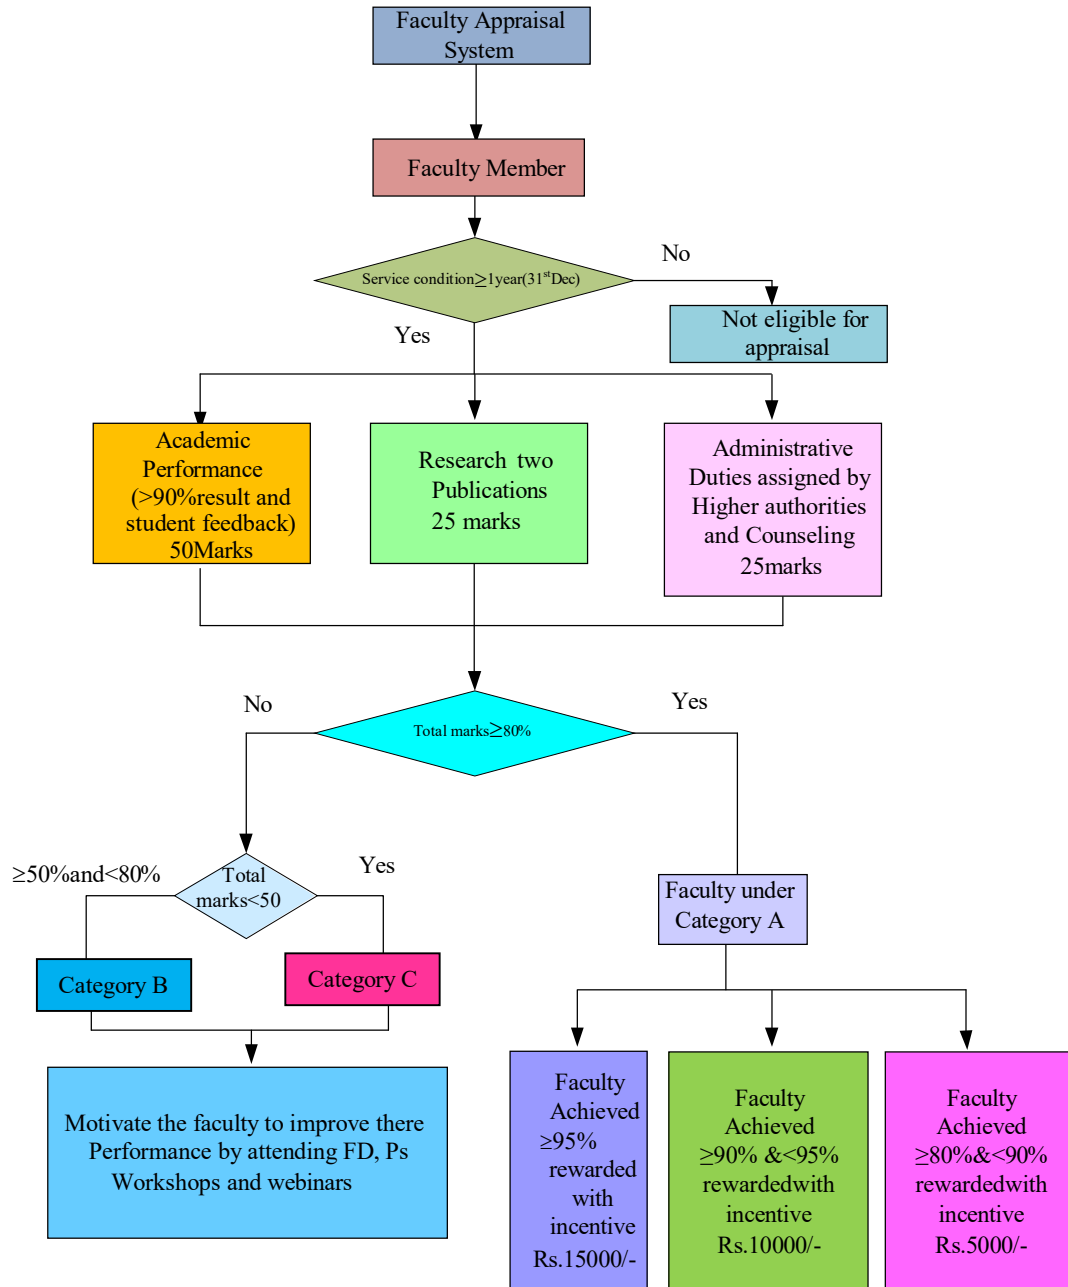 Faculty Appraisal
System
Faculty Member
Service condition≥1year(31stDec)
No
Not eligible for
appraisal
Yes
Academic
Performance
(>90%result and
student feedback)
50Marks
Research two
Publications
25 marks
Administrative
Duties assigned by
Higher authorities
and Counseling
25marks
No
Yes
Total marks≥80%
≥50%and<80%
Total
marks<50
Yes
Faculty under
Category A
Category B
Category C
Motivate the faculty to improve there
Performance by attending FD, Ps
Workshops and webinars
Faculty
Achieved
≥95%
rewarded
with
incentive
Rs.15000/-
Faculty
Achieved
≥90% &<95%
rewardedwith
incentive
Rs.10000/-
Faculty
Achieved
≥80%&<90%
rewardedwith
incentive
Rs.5000/-